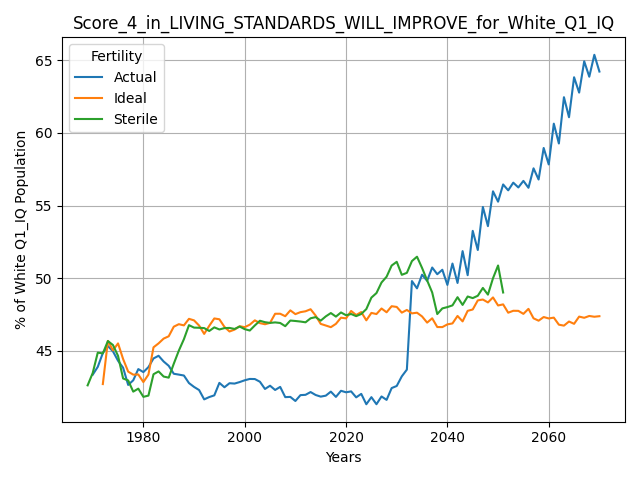 Score_4_in_LIVING_STANDARDS_WILL_IMPROVE_for_White_Q1_IQ
Fertility
Actual
Ideal
Sterile
% of White Q1_IQ Population
65
60
55
50
45
1980
2000
2020
2040
2060
Years